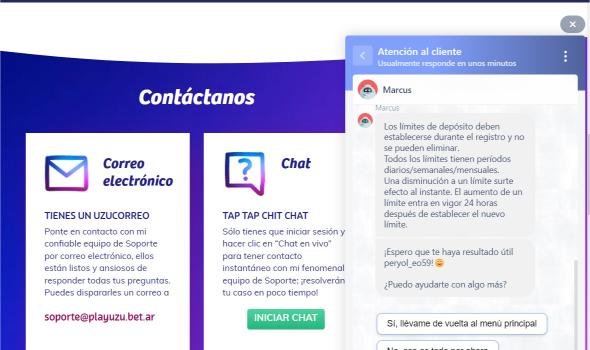 Contáctanos
Correo
electrónico
TIENES UN UZUCORREO
Ponte en contacto con mi
confiable equipo de Soporte
por correo electrónico, ellos
están listos y ansiosos de
responder todas tus preguntas.
Puedes dispararles un correo a
soporte@playuzu.bet.ar
Chat
TAP TAP CHIT CHAT
Sólo tienes que iniciar sesión y
hacer clic en "Chat en vivo"
para tener contacto
instantáneo con mi fenomenal
equipo de Soporte; ¡resolverán
tu caso en poco tiempo!
INICIAR CHAT
Atención al cliente
Usualmente responde en unos minutos
Marcus
Marcus
Los límites de depósito deben
establecerse durante el registro y no
se pueden eliminar.
Todos los límites tienen períodos
diarios/semanales/mensuales.
Una disminución a un límite surte
efecto al instante. El aumento de un
límite entra en vigor 24 horas
después de establecer el nuevo
límite.
¡Espero que te haya resultado útil
peryol_eo59! 😄
¿Puedo ayudarte con algo más?
Sí, llévame de vuelta al menú principal